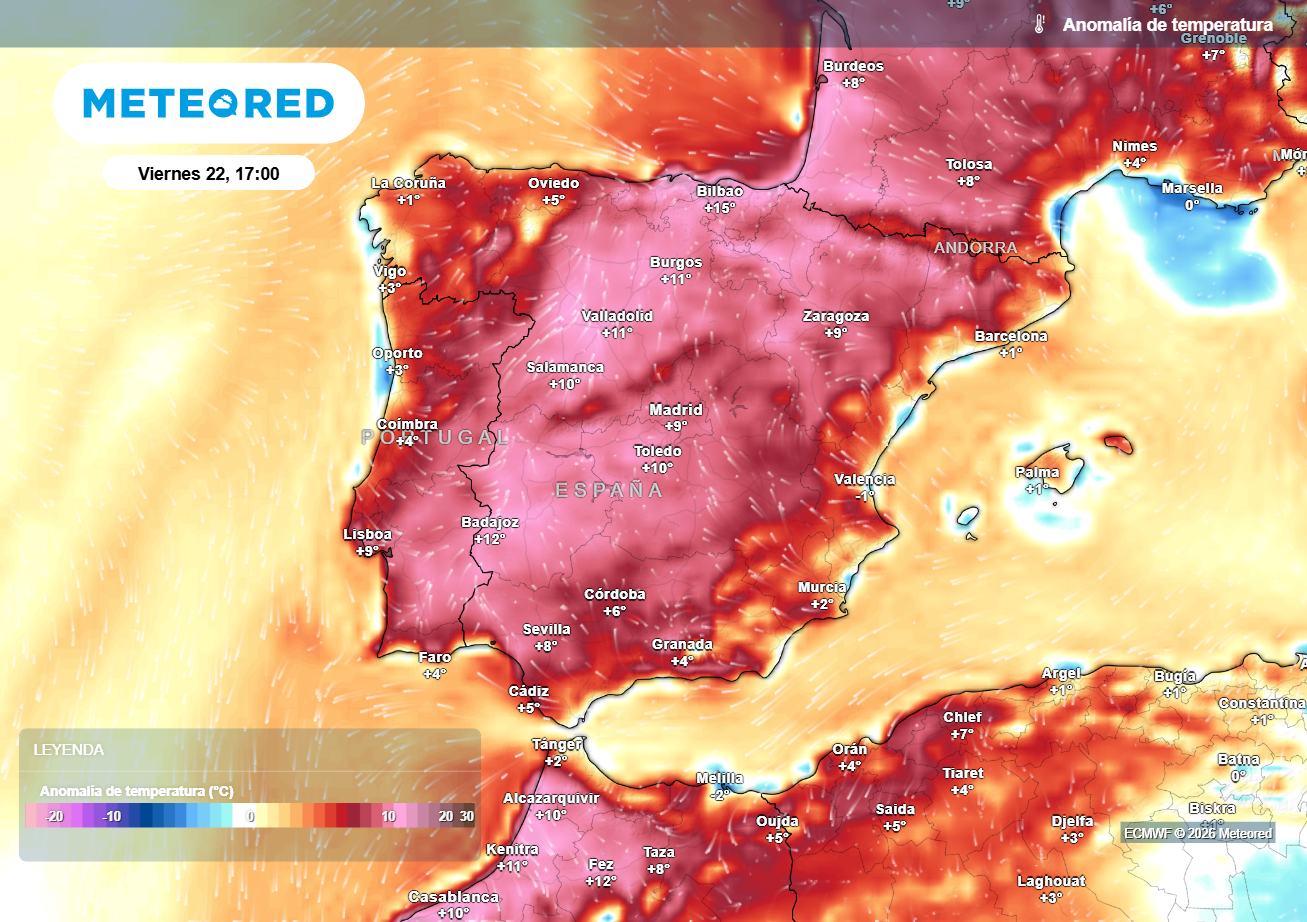 +9°
+6°
Anomalía de temperatura
Grenoble
+7°
Burdeos
+8°
METEORED
Nimes
+4°
Tolosa
+8°
Viernes 22, 17:00
La Coruña
+1°
Oviedo
+5°
Bilbao
+15°
Marsella
0°
ANDORRA
Vigo
+3°
Burgos
+11°
Valladolid
+11°
Zaragoza
+9°
Barcelona
+1°
Oporto
+3°
Salamanca
+10°
Madrid
+9°
Coímbra
+4°
PORTUGAL
Toledo
+10°
Palma
+1°
Valencia
-1°
ESPAÑA
Badajoz
+12°
Lisboa
+9°
Córdoba
+6°
Murcia
+2°
Sevilla
+8°
Granada
+4°
Faro
+4°
Cádiz
+5°
Argel
+1°
Bugía
+1°
Constantina
+1°
Chlef
+7°
Tánger
+2°
Orán
+4°
Batna
0°
Melilla
-2°
Tiaret
+4°
Alcazarquivir
+10°
Saida
+5°
Oujda
+5°
Djelfa
+3°
Biskra
+1°
ECMWF © 2026 Meteored
Kenitra
+11°
Taza
+8°
Fez
+12°
Laghouat
+3°
Casablanca
+10°
LEYENDA
Anomalía de temperatura (°C)
-20 -10 0 10 20 30